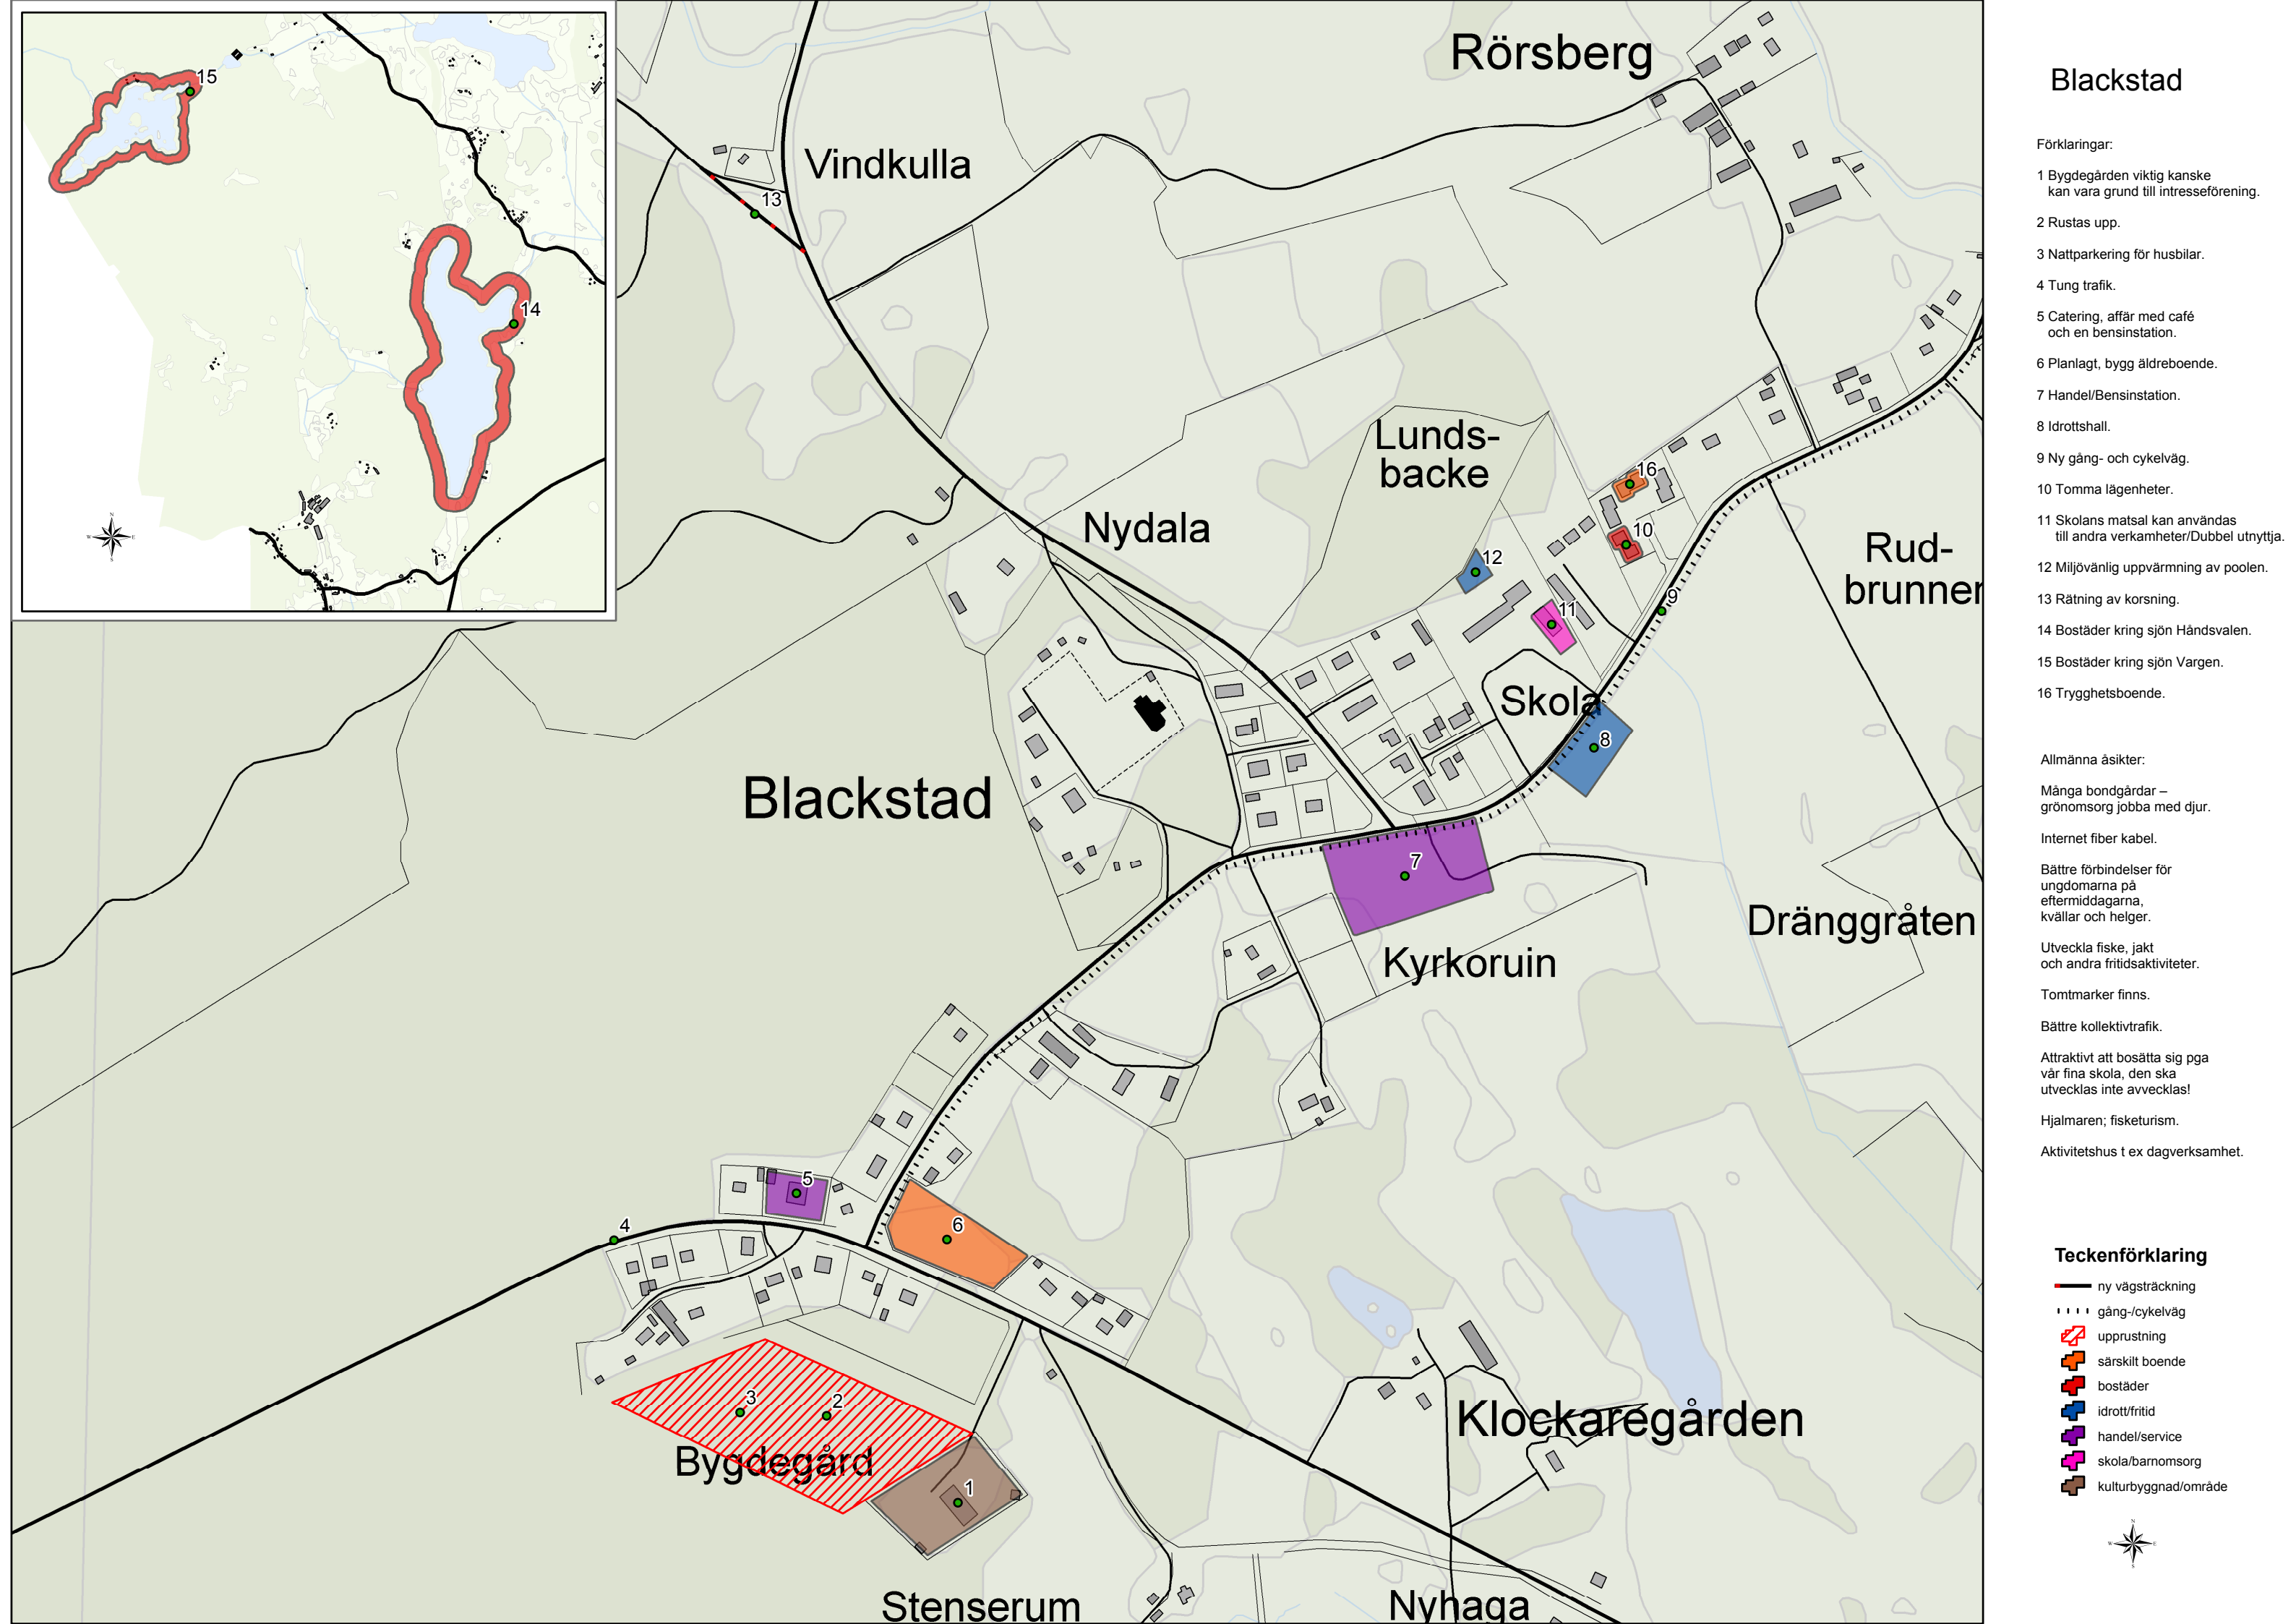 15
14
Rörsberg
Vindkulla
13
Lunds-
backe
16
Nydala
10
12
Rud-
brunner
9
11
Skola
8
Blackstad
7
Dränggråten
Kyrkoruin
5
6
4
3
2
Bygdegård
1
Klockaregården
Stenserum
Nyhaga
Blackstad
Förklaringar:
1 Bygdegården viktig kanske
kan vara grund till intresseförening.
2 Rustas upp.
3 Nattparkering för husbilar.
4 Tung trafik.
5 Catering, affär med café
och en bensinstation.
6 Planlagt, bygg äldreboende.
7 Handel/Bensinstation.
8 Idrottshall.
9 Ny gång- och cykelväg.
10 Tomma lägenheter.
11 Skolans matsal kan användas
till andra verkamheter/Dubbel utnyttja.
12 Miljövänlig uppvärmning av poolen.
13 Rätning av korsning.
14 Bostäder kring sjön Håndsvalen.
15 Bostäder kring sjön Vargen.
16 Trygghetsboende.
Allmänna åsikter:
Många bondgårdar –
grönomsorg jobba med djur.
Internet fiber kabel.
Bättre förbindelser för
ungdomarna på
eftermiddagarna,
kvällar och helger.
Utveckla fiske, jakt
och andra fritidsaktiviteter.
Tomtmarker finns.
Bättre kollektivtrafik.
Attraktivt att bosätta sig pga
vår fina skola, den ska
utvecklas inte avvecklas!
Hjalmaren; fisketurism.
Aktivitetshus t ex dagverksamhet.
Teckenförklaring
ny vägsträckning
gång-/cykelväg
upprustning
särskilt boende
bostäder
idrott/fritid
handel/service
skola/barnomsorg
kulturbyggnad/område